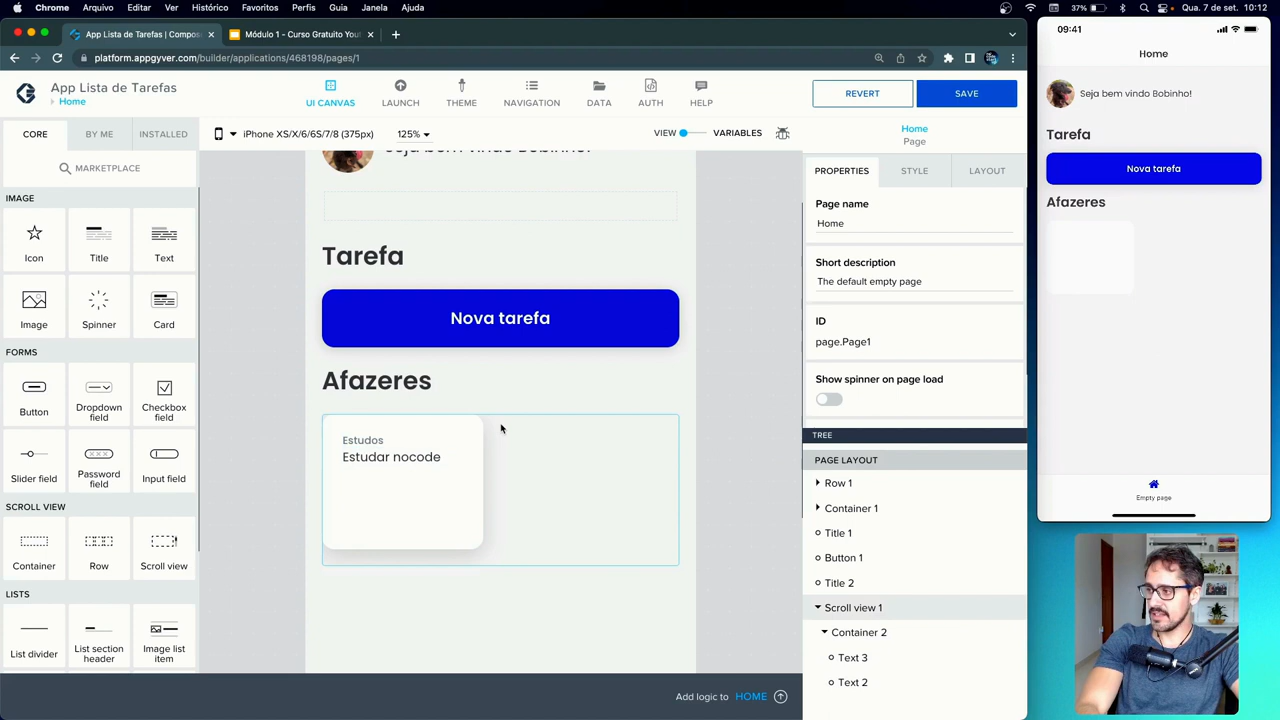 Chrome Arquivo Editar Ver Histórico Favoritos Perfis Guia Janela Ajuda
37% Qua. 7 de set. 10:12
App Lista de Tarefas | Compos
Módulo 1 - Curso Gratuito Yout
platform.appgyver.com/builder/applications/468198/pages/1
App Lista de Tarefas
Home
UI CANVAS
LAUNCH
THEME
NAVIGATION
DATA
AUTH
HELP
REVERT
SAVE
CORE
BY ME
INSTALLED
iPhone XS/X/6/6S/7/8 (375px)
125%
VIEW
VARIABLES
Home
Page
MARKETPLACE
IMAGE
Icon
Title
Text
Image
Spinner
Card
FORMS
Button
Dropdown
field
Checkbox
field
Slider field
Password
field
Input field
SCROLL VIEW
Container
Row
Scroll view
LISTS
List divider
List section
header
Image list
item
Seja bem vindo Bobinho!
Tarefa
Nova tarefa
Afazeres
Estudos
Estudar nocode
Add logic to HOME
PROPERTIES
STYLE
LAYOUT
Page name
Home
Short description
The default empty page
ID
page.Page1
Show spinner on page load
TREE
PAGE LAYOUT
Row 1
Container 1
Title 1
Button 1
Title 2
Scroll view 1
Container 2
Text 3
Text 2
09:41
Home
Seja bem vindo Bobinho!
Tarefa
Nova tarefa
Afazeres
Empty page